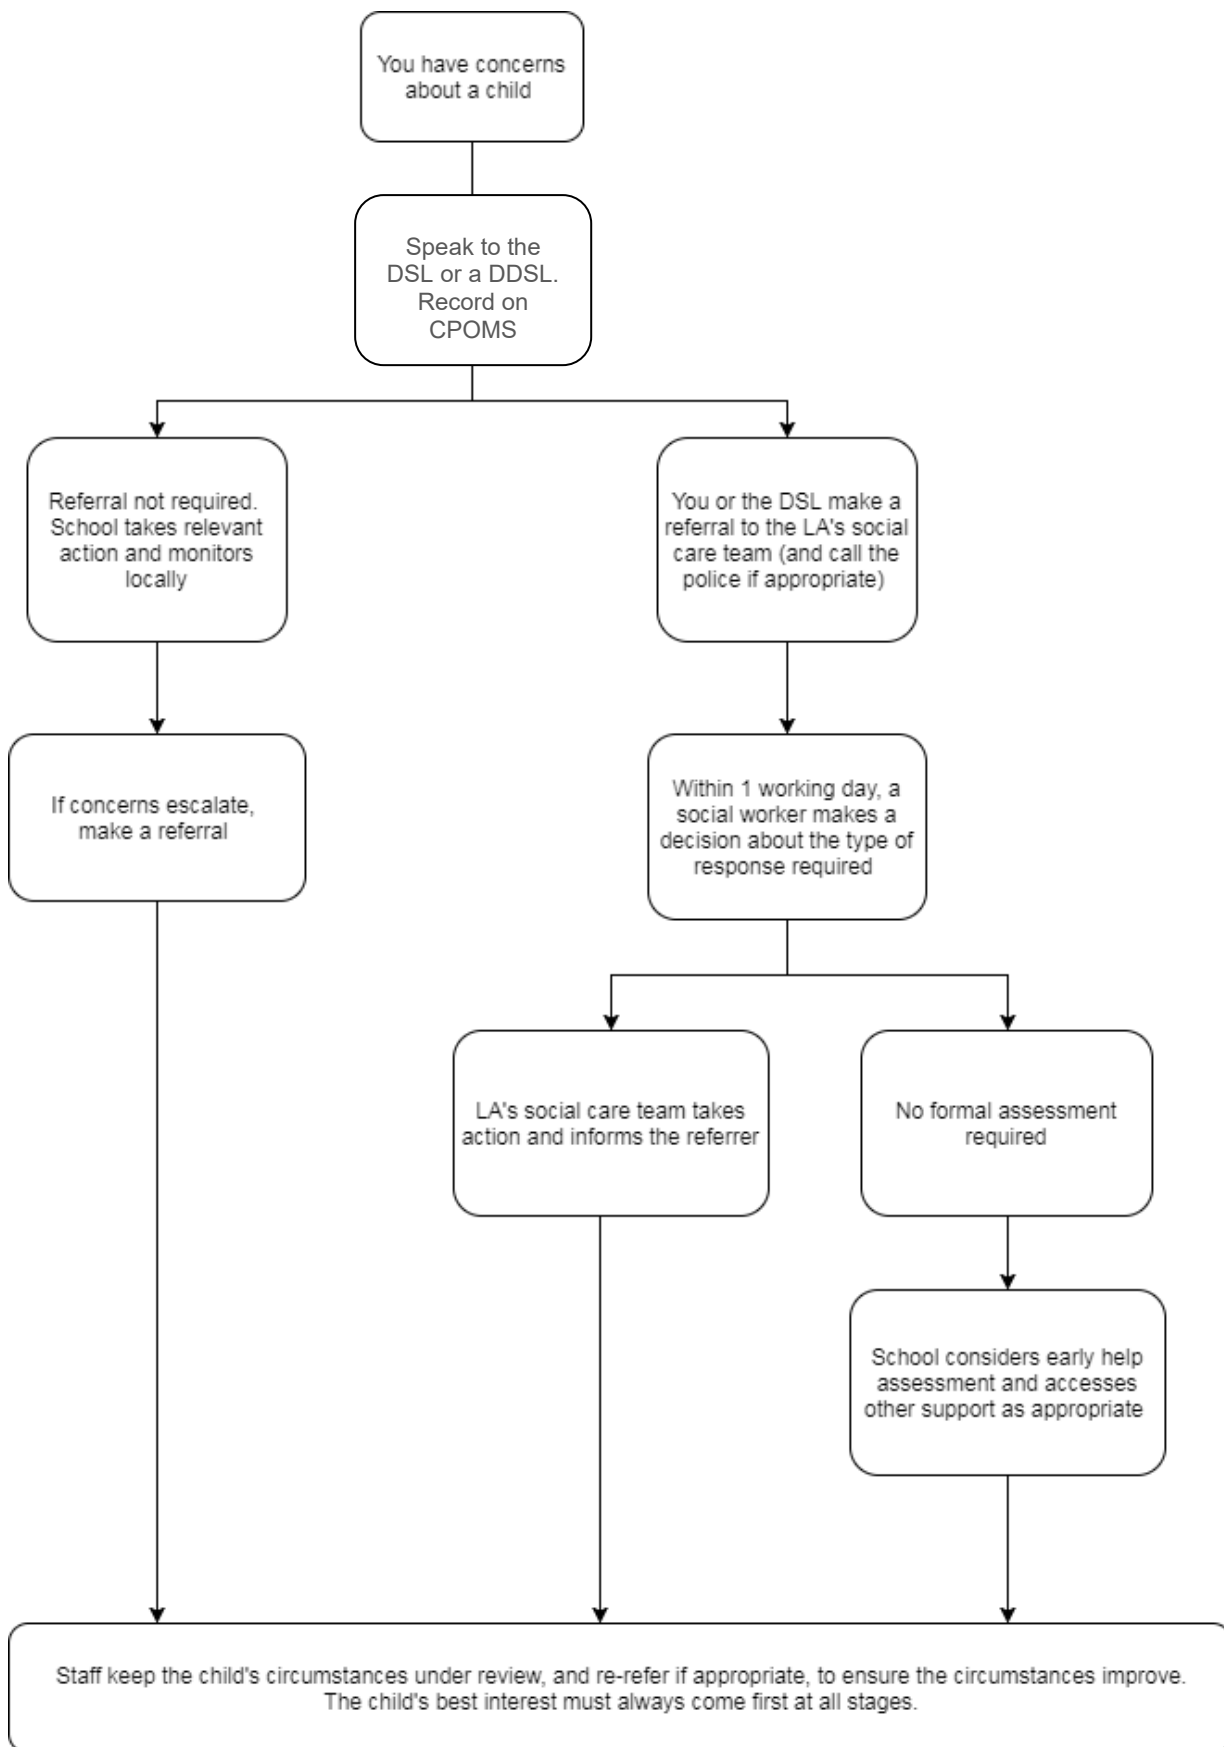 You have concerns
about a child
Speak to the
DSL or a DDSL.
Record on
CPOMS
Referral not required.
School takes relevant
action and monitors
locally
You or the DSL make a
referral to the LA's social
care team (and call the
police if appropriate)
If concerns escalate,
make a referral
Within 1 working day, a
social worker makes a
decision about the type of
response required
LA's social care team takes
action and informs the referrer
No formal assessment
required
School considers early help
assessment and accesses
other support as appropriate
Staff keep the child's circumstances under review, and re-refer if appropriate, to ensure the circumstances improve.
The child's best interest must always come first at all stages.